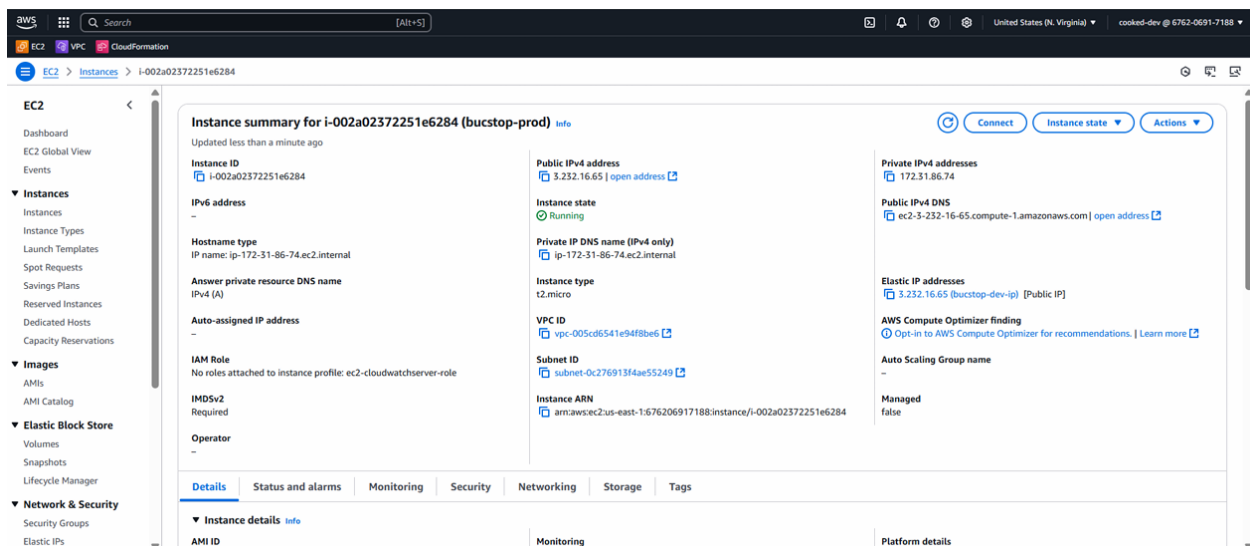 aws
Search [Alt+S]
United States (N. Virginia) ▼ cooked-dev @ 6762-0691-7188 ▼
EC2 VPC CloudFormation
EC2 > Instances > i-002a02372251e6284
EC2
Dashboard
EC2 Global View
Events
▼ Instances
Instances
Instance Types
Launch Templates
Spot Requests
Savings Plans
Reserved Instances
Dedicated Hosts
Capacity Reservations
▼ Images
AMIs
AMI Catalog
▼ Elastic Block Store
Volumes
Snapshots
Lifecycle Manager
▼ Network & Security
Security Groups
Elastic IPs
Instance summary for i-002a02372251e6284 (bucstop-prod) Info
Connect Instance state ▼ Actions ▼
Updated less than a minute ago
Instance ID
i-002a02372251e6284
Public IPv4 address
3.232.16.65 | open address
Private IPv4 addresses
172.31.86.74
IPv6 address
–
Instance state
Running
Public IPv4 DNS
ec2-3-232-16-65.compute-1.amazonaws.com | open address
Hostname type
IP name: ip-172-31-86-74.ec2.internal
Private IP DNS name (IPv4 only)
ip-172-31-86-74.ec2.internal
Answer private resource DNS name
IPv4 (A)
Instance type
t2.micro
Elastic IP addresses
3.232.16.65 (bucstop-dev-ip) [Public IP]
Auto-assigned IP address
–
VPC ID
vpc-005cd6541e94f8be6
AWS Compute Optimizer finding
Opt-in to AWS Compute Optimizer for recommendations. | Learn more
IAM Role
No roles attached to instance profile: ec2-cloudwatchserver-role
Subnet ID
subnet-0c276913f4ae55249
Auto Scaling Group name
–
IMDSv2
Required
Instance ARN
arn:aws:ec2:us-east-1:676206917188:instance/i-002a02372251e6284
Managed
false
Operator
–
Details Status and alarms Monitoring Security Networking Storage Tags
▼ Instance details Info
AMI ID Monitoring Platform details